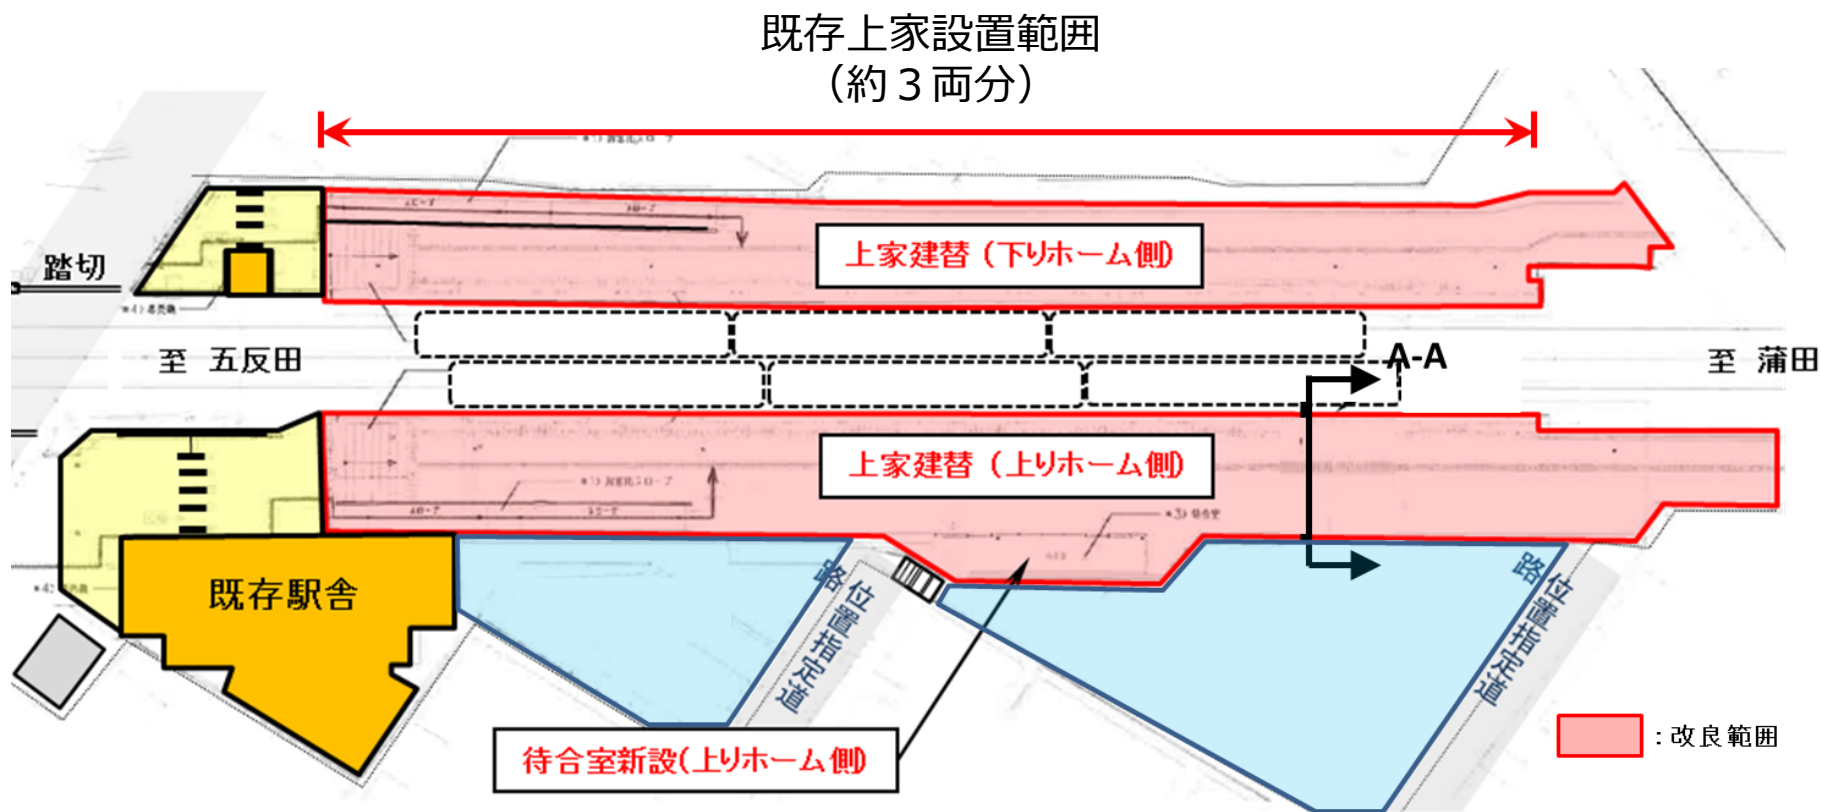 既存上家設置範囲
（約３両分）
上家建替（下りホーム側）
踏切
至 五反田
A-A
至 蒲田
上家建替（上りホーム側）
既存駅舎
位置指定道路
位置指定道路
待合室新設(上りホーム側)
：改良範囲